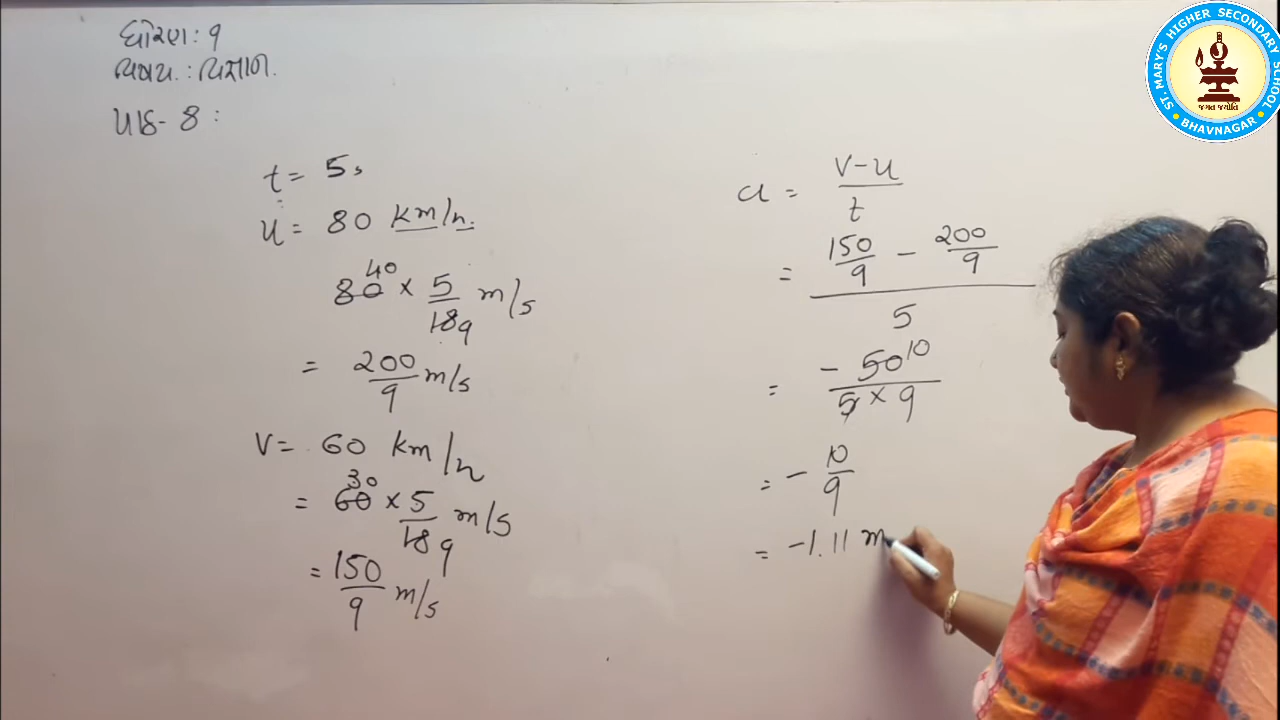 ધોરણ: ૧
વિષય: વિજ્ઞાન.
પાઠ- 8 :
t = 5s
u = 80 km/h.
80 40 × 5/18 9 m/s
= 200/9 m/s
v = 60 km/h
= 60 30 × 5/18 9 m/s
= 150/9 m/s
a = v-u/t
= 150/9 - 200/9 / 5
= - 50 10 / 5 × 9
= - 10/9
= -1.11 m
ST. MARY'S HIGHER SECONDARY SCHOOL
• BHAVNAGAR •
જગત જ્યોતિ